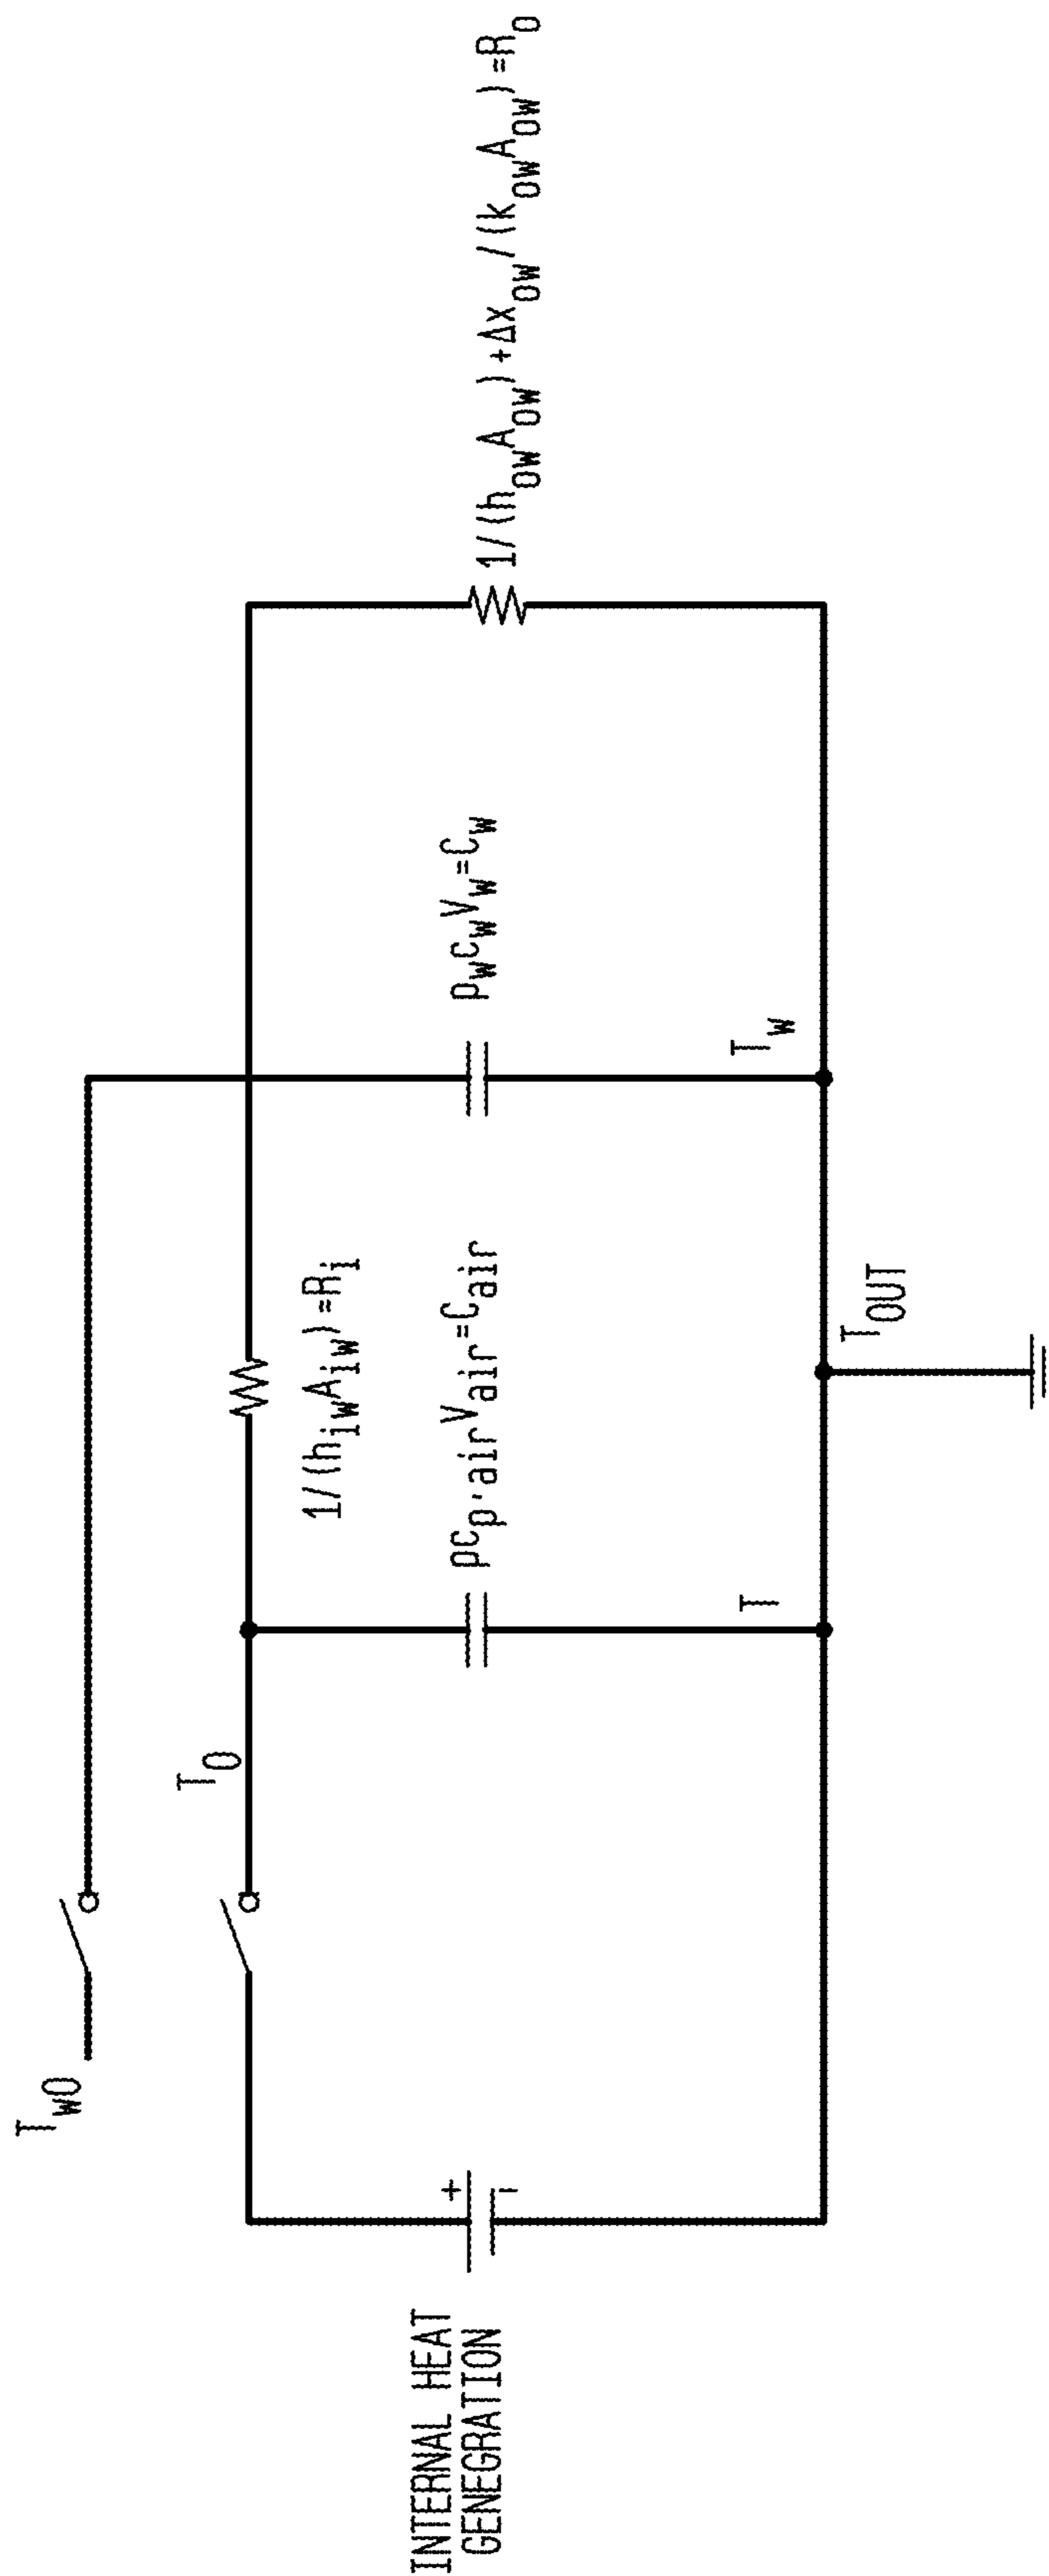 T_w0
T_0
1/(h_iw A_iw)=R_i
INTERNAL HEAT
GENEGRATION
+
-
ρc_p,air V_air=C_air
ρ_w c_w V_w=C_w
1/(h_ow A_ow)+Δx_ow/(k_ow A_ow)=R_o
T
T_w
T_OUT